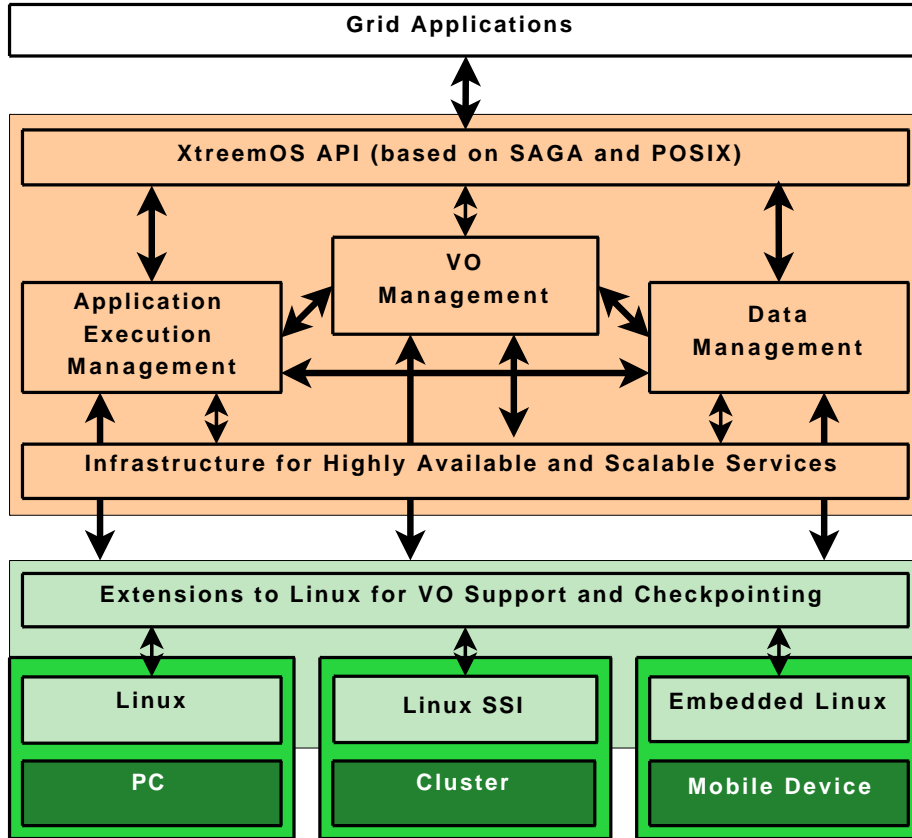 Grid Applications
XtreemOS API (based on SAGA and POSIX)
VO
Management
Application
Execution
Management
Data
Management
Infrastructure for Highly Available and Scalable Services
Extensions to Linux for VO Support and Checkpointing
Linux
Linux SSI
Embedded Linux
PC
Cluster
Mobile Device